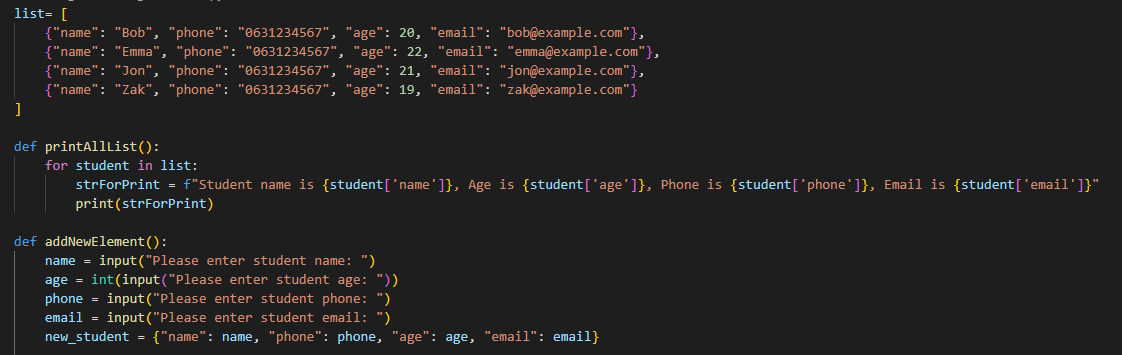 list= [
    {"name": "Bob", "phone": "0631234567", "age": 20, "email": "bob@example.com"},
    {"name": "Emma", "phone": "0631234567", "age": 22, "email": "emma@example.com"},
    {"name": "Jon", "phone": "0631234567", "age": 21, "email": "jon@example.com"},
    {"name": "Zak", "phone": "0631234567", "age": 19, "email": "zak@example.com"}
]
def printAllList():
    for student in list:
        strForPrint = f"Student name is {student['name']}, Age is {student['age']}, Phone is {student['phone']}, Email is {student['email']}"
        print(strForPrint)
def addNewElement():
    name = input("Please enter student name: ")
    age = int(input("Please enter student age: "))
    phone = input("Please enter student phone: ")
    email = input("Please enter student email: ")
    new_student = {"name": name, "phone": phone, "age": age, "email": email}